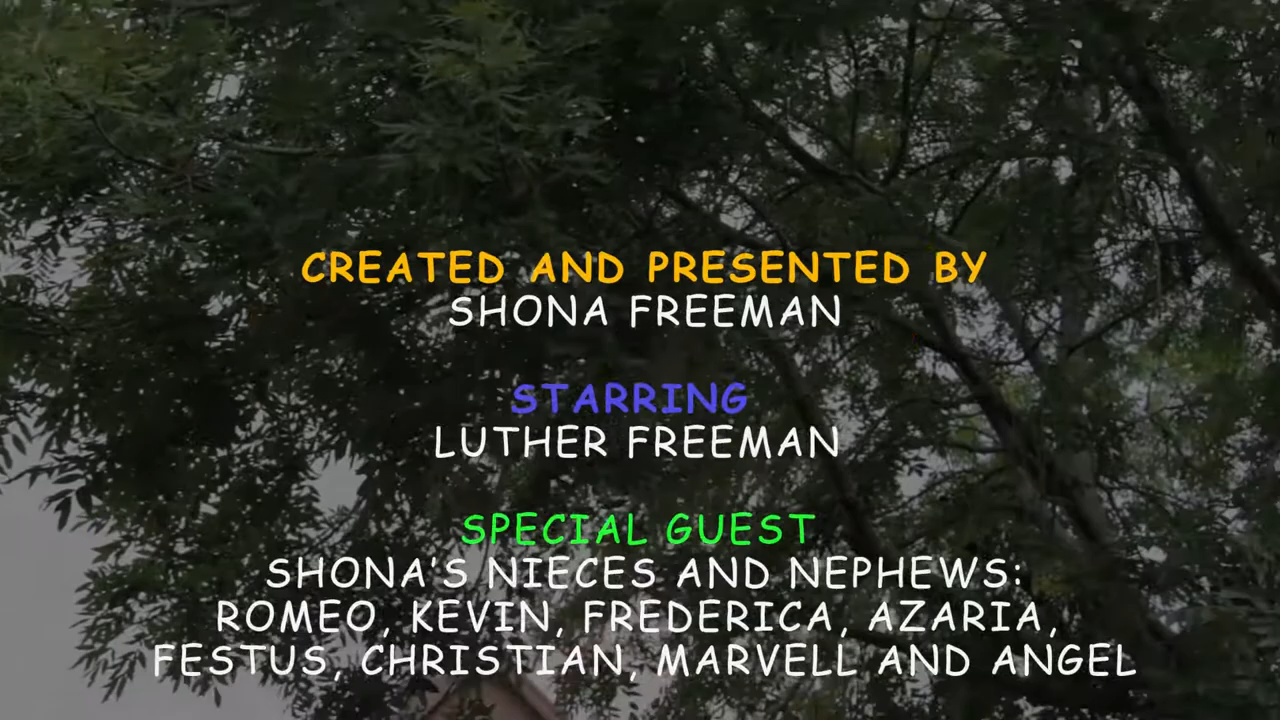 CREATED AND PRESENTED BY
SHONA FREEMAN
STARRING
LUTHER FREEMAN
SPECIAL GUEST
SHONA'S NIECES AND NEPHEWS:
ROMEO, KEVIN, FREDERICA, AZARIA,
FESTUS, CHRISTIAN, MARVELL AND ANGEL